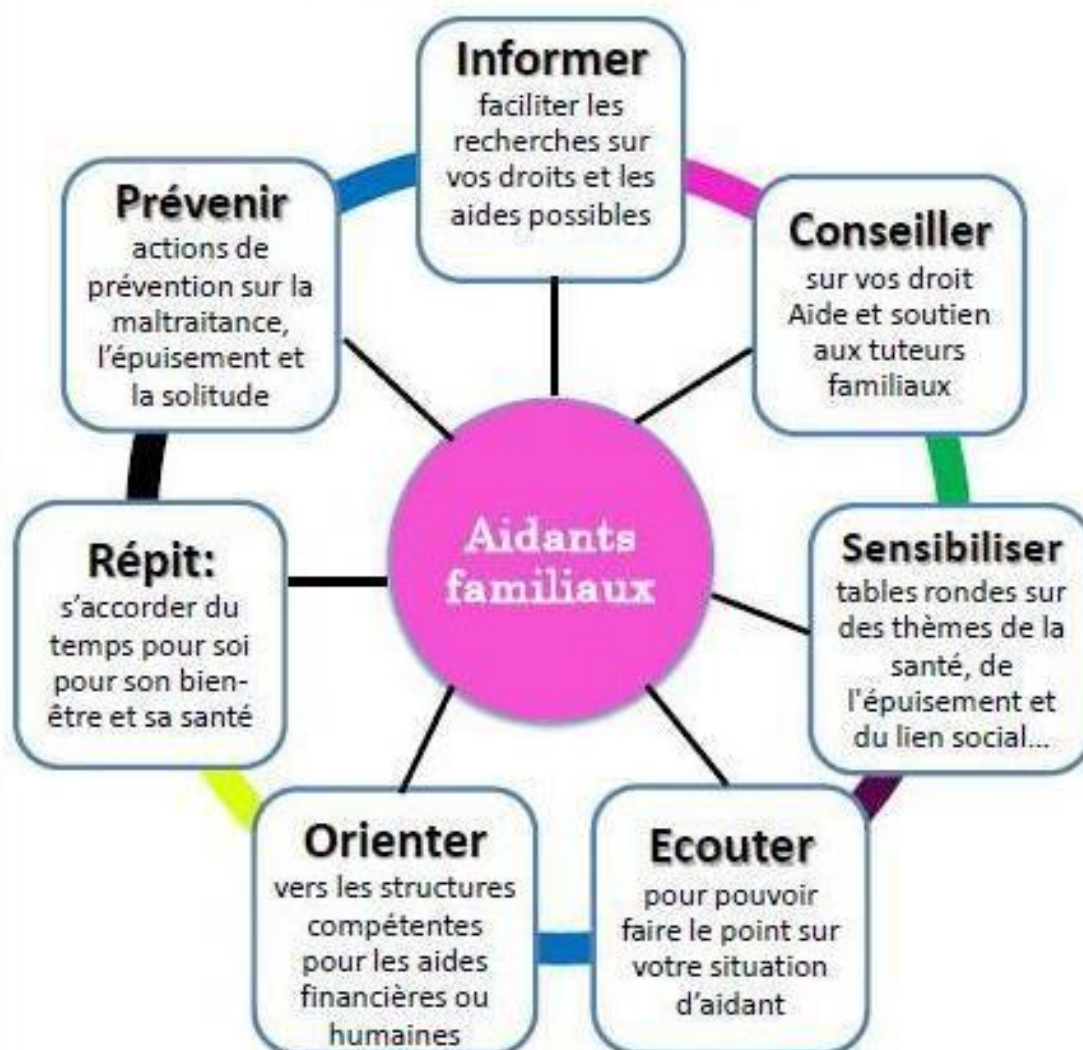 Informer
faciliter les
recherches sur
vos droits et les
aides possibles
Conseiller
sur vos droit
Aide et soutien
aux tuteurs
familiaux
Sensibiliser
tables rondes sur
des thèmes de la
santé, de
l'épuisement et
du lien social...
Ecouter
pour pouvoir
faire le point sur
votre situation
d'aidant
Orienter
vers les structures
compétentes
pour les aides
financières ou
humaines
Répit:
s'accorder du
temps pour soi
pour son bien-
être et sa santé
Prévenir
actions de
prévention sur la
maltraitance,
l'épuisement et
la solitude
Aidants
familiaux